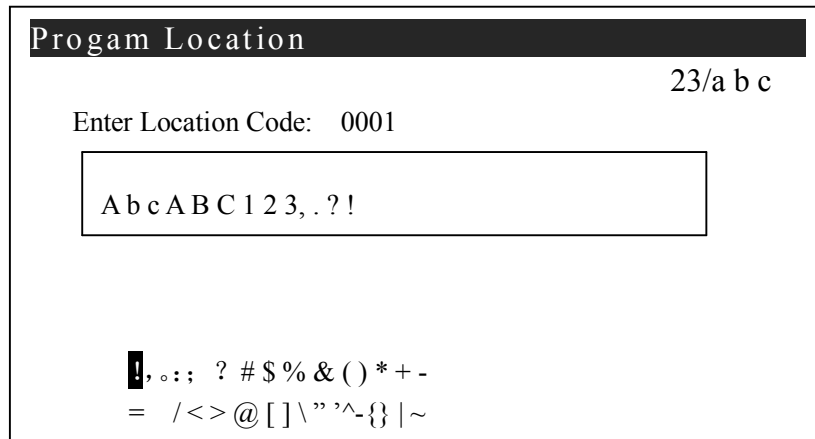 Progam Location
23/a b c
Enter Location Code: 0001
A b c A B C 1 2 3, . ? !
!，。：； ? # $ % & ( ) * + -
= / < > @ [ ] \ ” ’ ^ - {} | ~